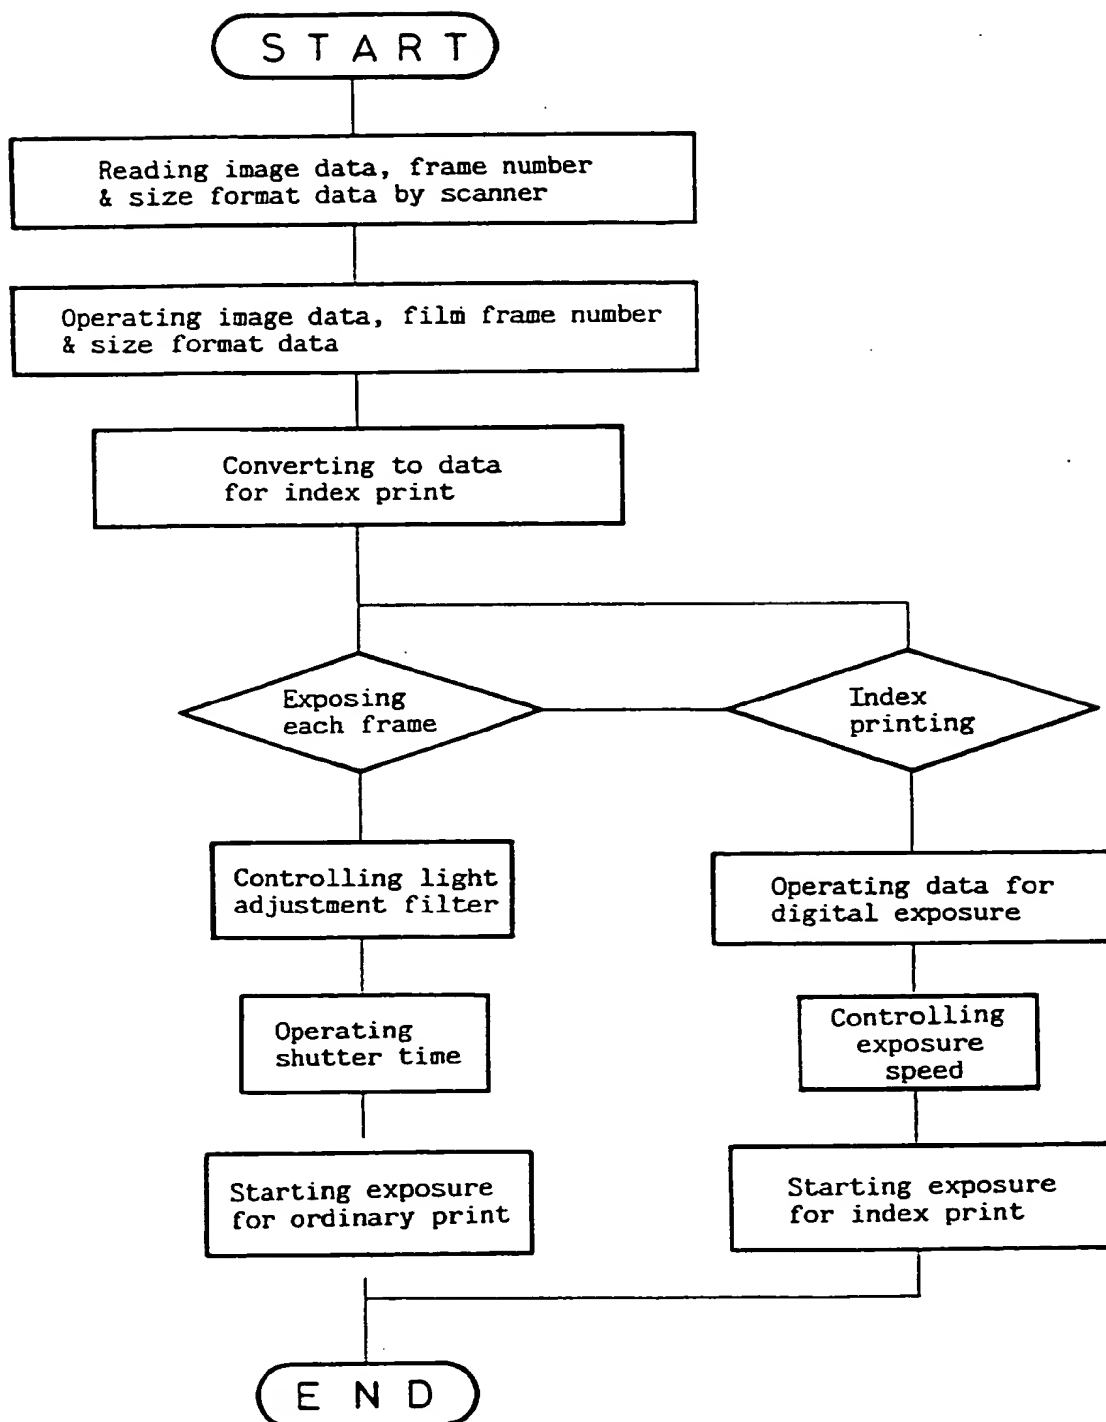 START
Reading image data, frame number
& size format data by scanner
Operating image data, film frame number
& size format data
Converting to data
for index print
Exposing
each frame
Index
printing
Controlling light
adjustment filter
Operating data for
digital exposure
Operating
shutter time
Controlling
exposure
speed
Starting exposure
for ordinary print
Starting exposure
for index print
END